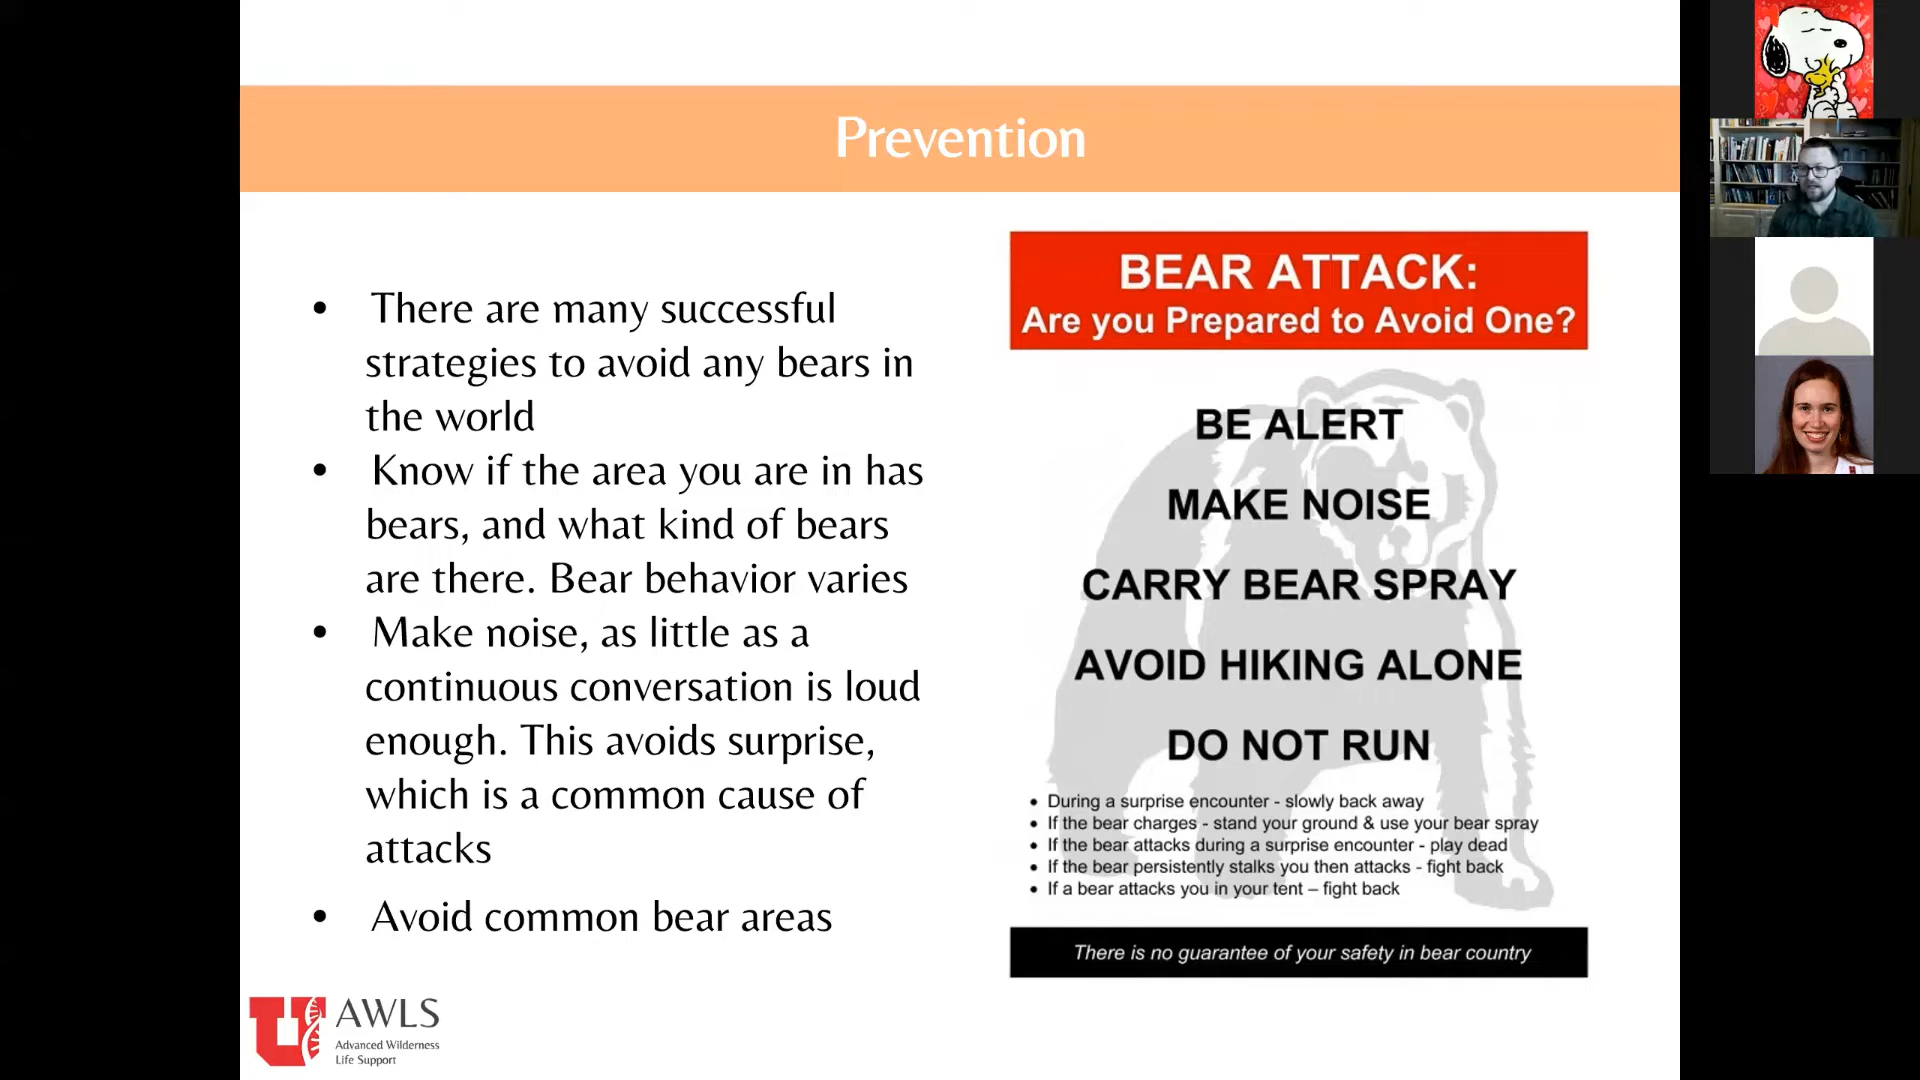 Prevention
• There are many successful
strategies to avoid any bears in
the world
• Know if the area you are in has
bears, and what kind of bears
are there. Bear behavior varies
• Make noise, as little as a
continuous conversation is loud
enough. This avoids surprise,
which is a common cause of
attacks
• Avoid common bear areas
BEAR ATTACK:
Are you Prepared to Avoid One?
BE ALERT
MAKE NOISE
CARRY BEAR SPRAY
AVOID HIKING ALONE
DO NOT RUN
• During a surprise encounter - slowly back away
• If the bear charges - stand your ground & use your bear spray
• If the bear attacks during a surprise encounter - play dead
• If the bear persistently stalks you then attacks - fight back
• If a bear attacks you in your tent – fight back
There is no guarantee of your safety in bear country
U AWLS
Advanced Wilderness
Life Support